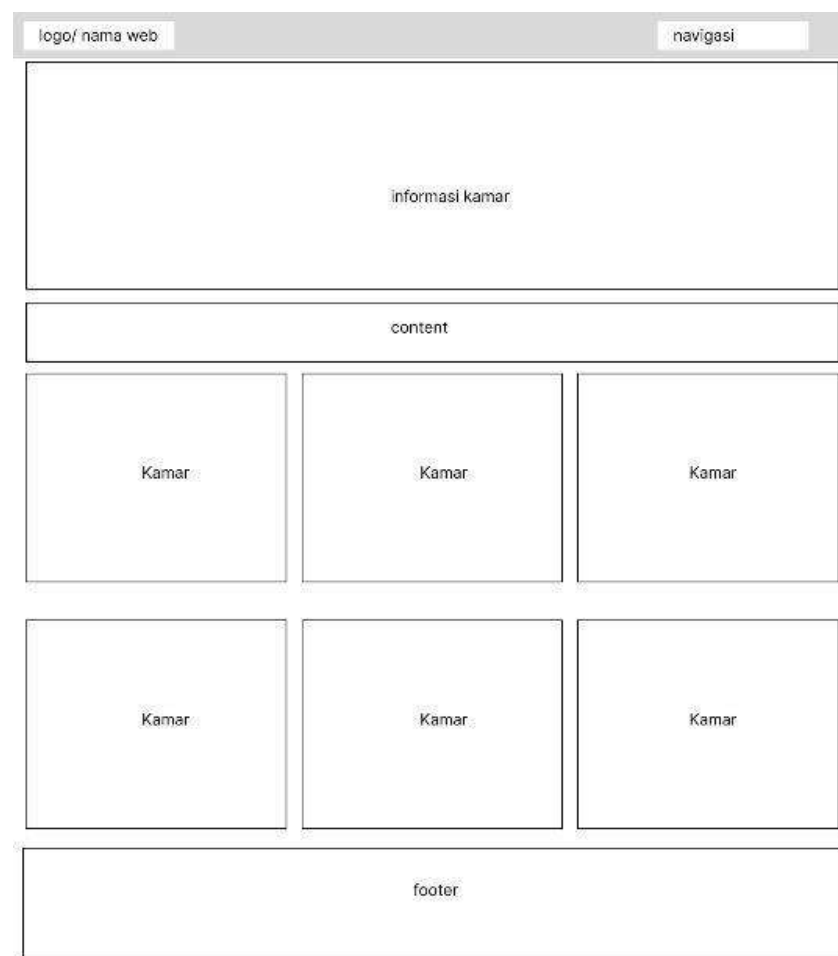 logo/ nama web
navigasi
informasi kamar
content
Kamar
Kamar
Kamar
Kamar
Kamar
Kamar
footer